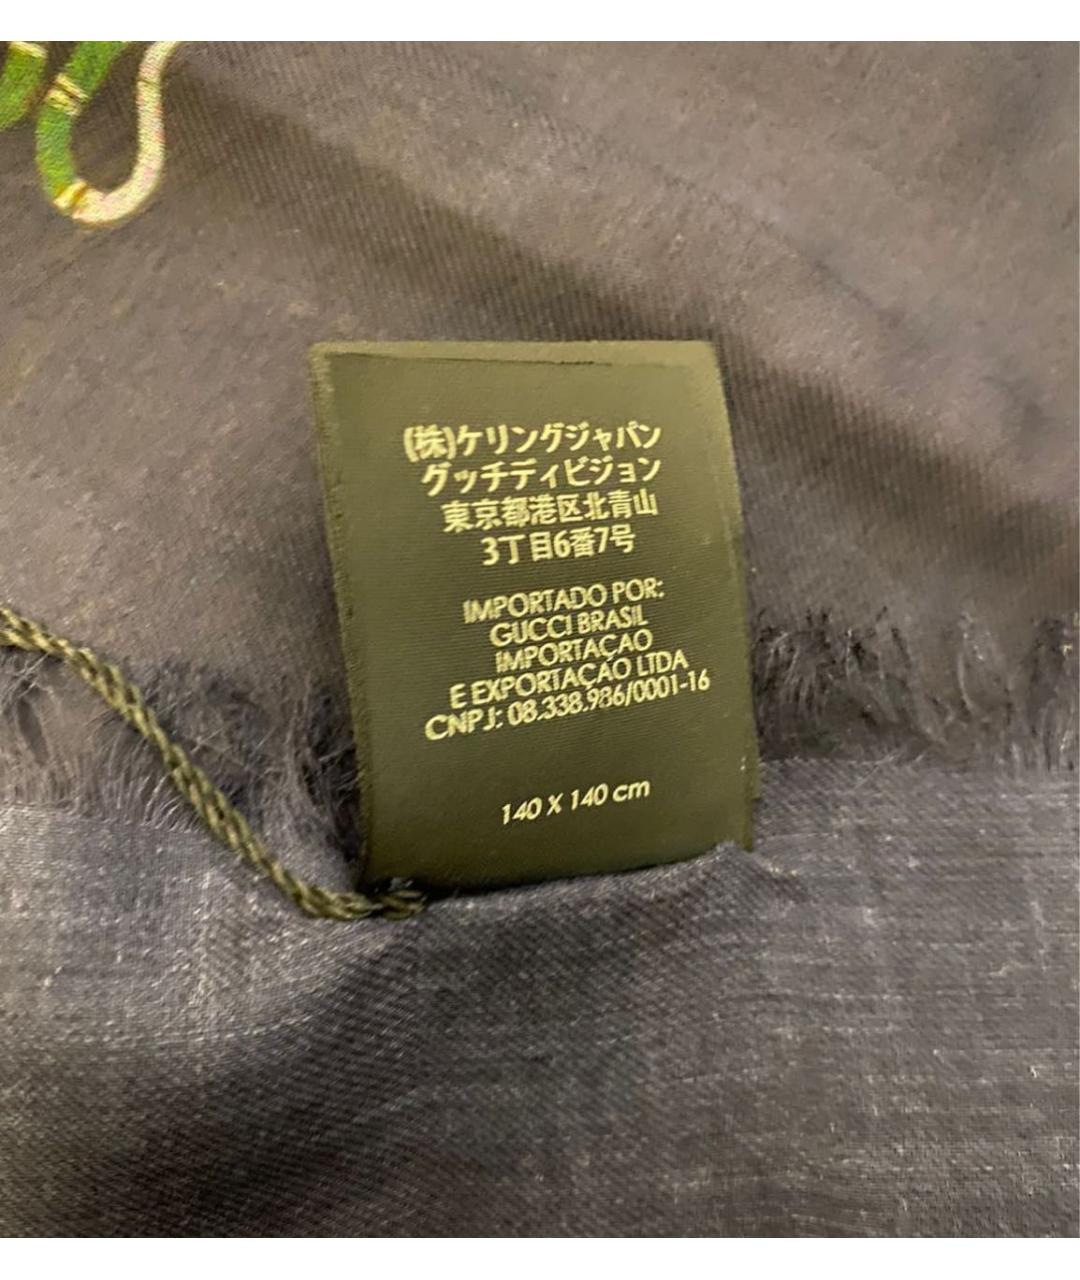 (株)ケリングジャパン
グッチディビジョン
東京都港区北青山
3丁目6番7号
IMPORTADO POR:
GUCCI BRASIL
IMPORTAÇAO
E EXPORTAÇAO LTDA
CNPJ: 08.338.986/0001-16
140 X 140 cm